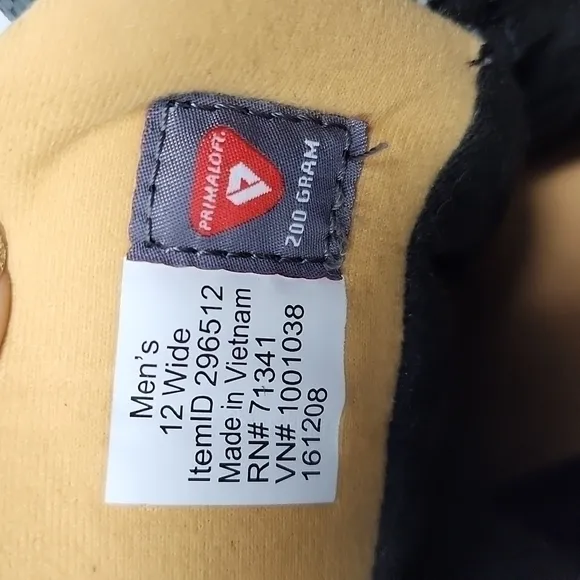 PRIMALOFT
200 GRAM
Men's
12 Wide
ItemID 296512
Made in Vietnam
RN# 71341
VN# 1001038
161208